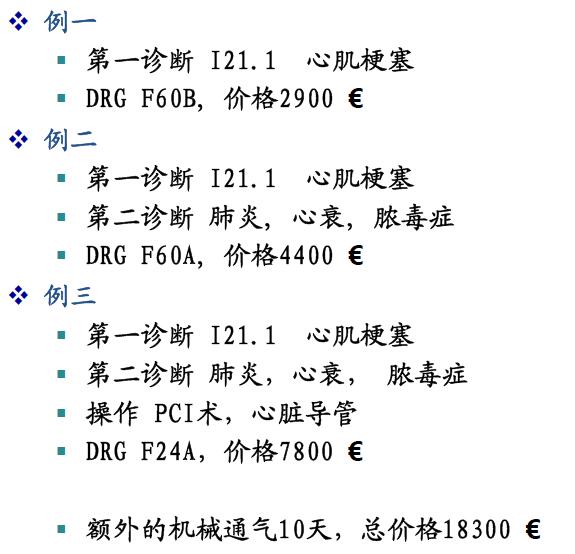 例一
第一诊断 I21.1 心肌梗塞
DRG F60B, 价格2900 €
例二
第一诊断 I21.1 心肌梗塞
第二诊断 肺炎, 心衰, 脓毒症
DRG F60A, 价格4400 €
例三
第一诊断 I21.1 心肌梗塞
第二诊断 肺炎, 心衰, 脓毒症
操作 PCI术, 心脏导管
DRG F24A, 价格7800 €
额外的机械通气10天, 总价格18300 €